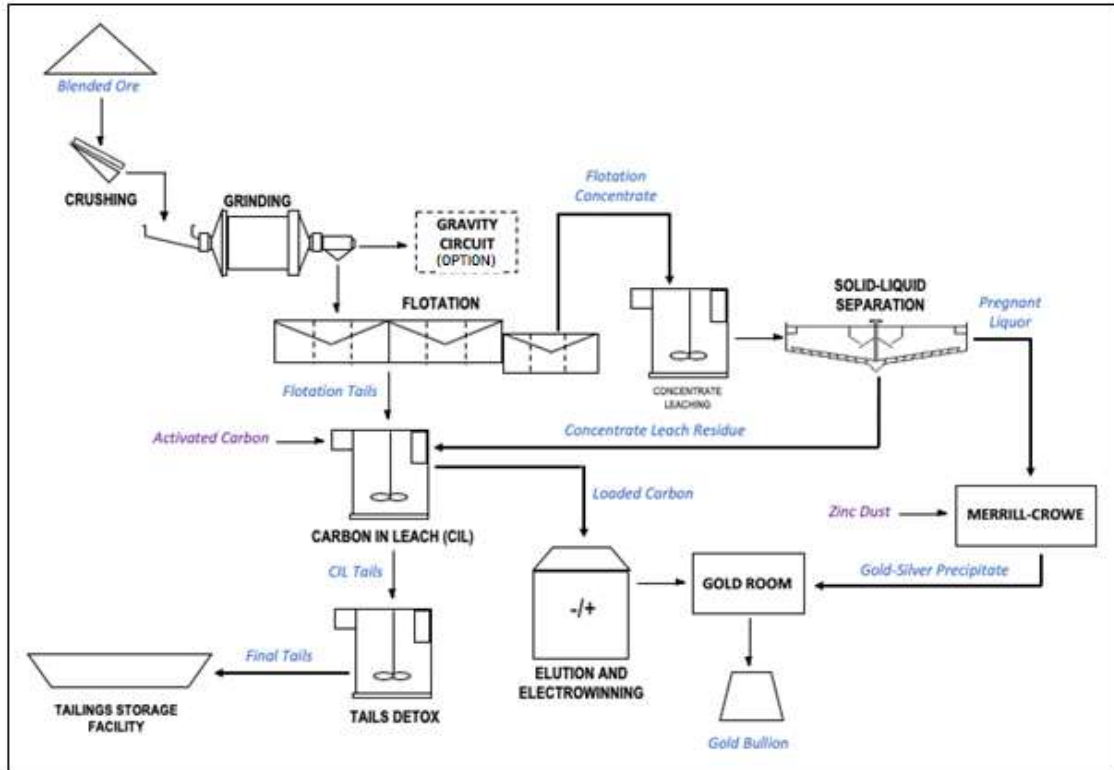 Blended Ore
CRUSHING
GRINDING
GRAVITY
CIRCUIT
(OPTION)
Flotation
Concentrate
FLOTATION
SOLID-LIQUID
SEPARATION
Pregnant
Liquor
CONCENTRATE
LEACHING
Flotation Tails
Activated Carbon
Concentrate Leach Residue
Loaded Carbon
Zinc Dust
MERRILL-CROWE
CARBON IN LEACH (CIL)
CIL Tails
Gold-Silver Precipitate
GOLD ROOM
-/+
Final Tails
ELUTION AND
ELECTROWINNING
TAILINGS STORAGE
FACILITY
TAILS DETOX
Gold Bullion